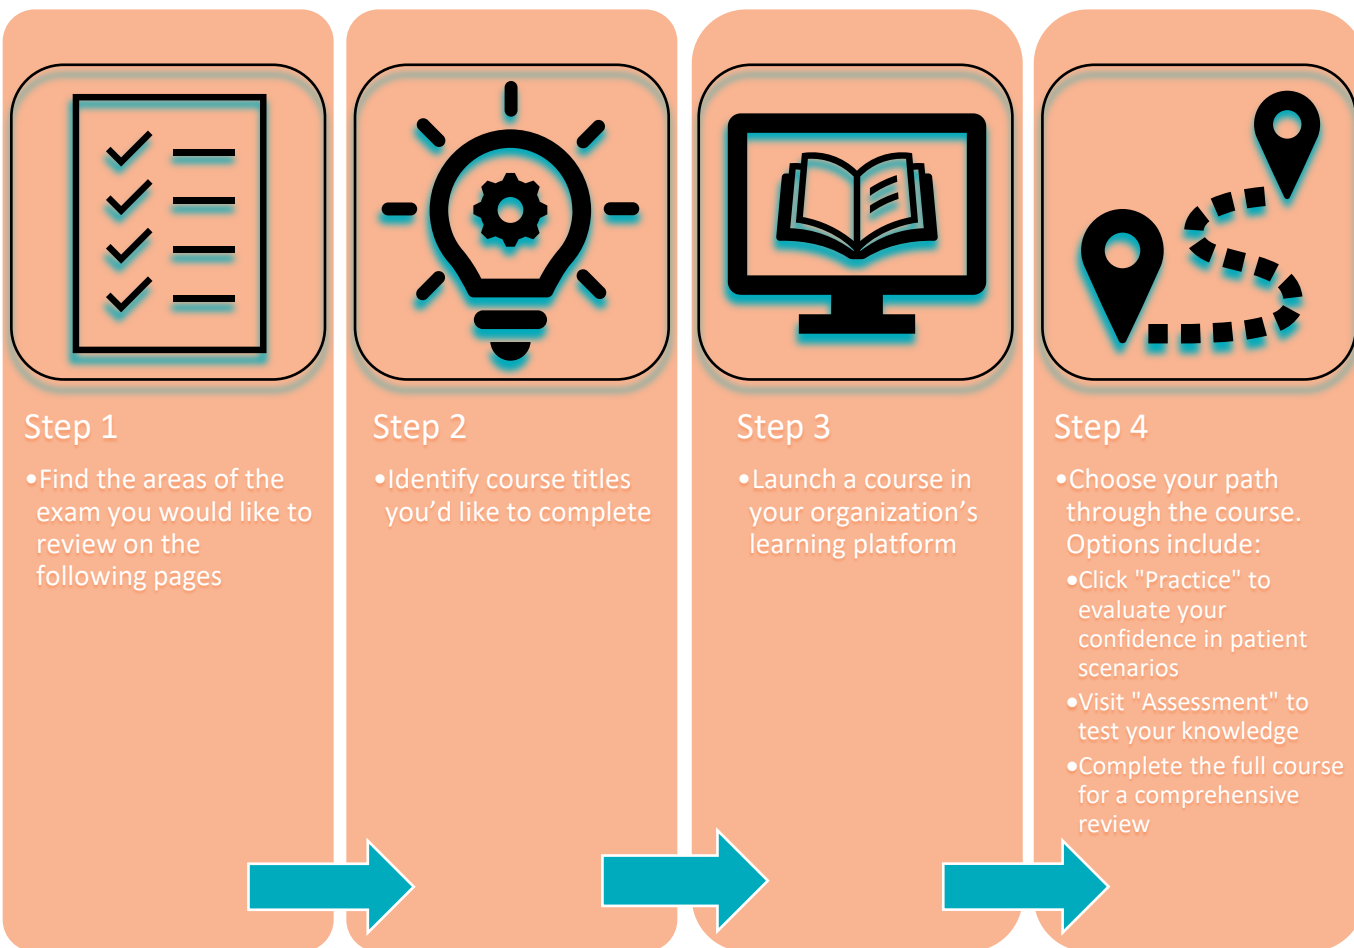 Step 1
•Find the areas of the
exam you would like to
review on the
following pages
Step 2
•Identify course titles
you’d like to complete
Step 3
•Launch a course in
your organization’s
learning platform
Step 4
•Choose your path
through the course.
Options include:
•Click "Practice" to
evaluate your
confidence in patient
scenarios
•Visit "Assessment" to
test your knowledge
•Complete the full course
for a comprehensive
review